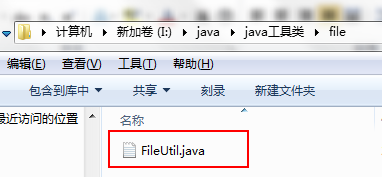 计算机 新加卷 (I:) java java工具类 file
编辑(E) 查看(V) 工具(T) 帮助(H)
包含到库中 共享 刻录 新建文件夹
最近访问的位置
名称
FileUtil.java